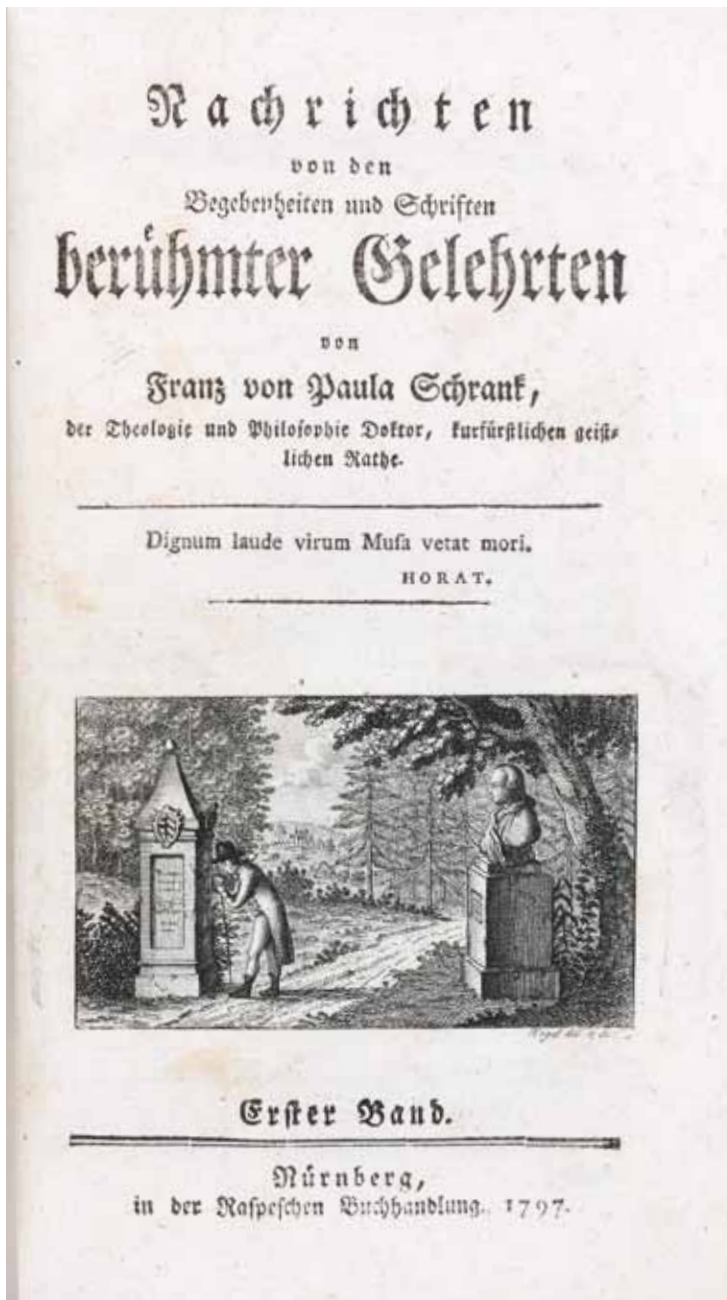 Nachrichten
von den
Begebenheiten und Schriften
berühmter Gelehrten
von
Franz von Paula Schrank,
der Theologie und Philosophie Doktor, kurfürstlichen geist-
lichen Rathe.
Dignum laude virum Musa vetat mori.
HORAT.
Erster Band.
Nürnberg,
in der Raspeschen Buchhandlung. 1797.